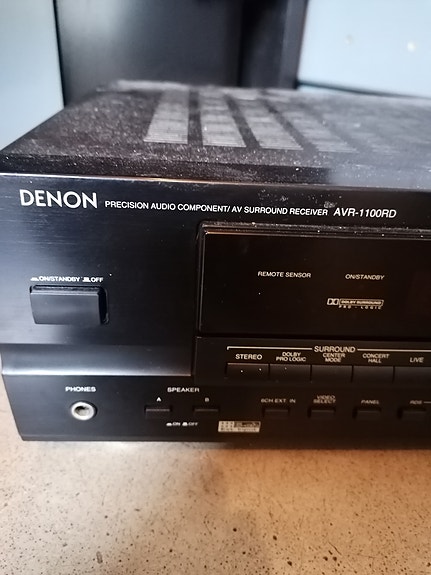 DENON PRECISION AUDIO COMPONENT/ AV SURROUND RECEIVER AVR-1100RD
ON/STANDBY OFF
REMOTE SENSOR ON/STANDBY
DOLBY SURROUND
PRO · LOGIC
SURROUND
STEREO DOLBY PRO LOGIC CENTER MODE CONCERT HALL LIVE
PHONES SPEAKER
A B
ON OFF
6CH.EXT. IN VIDEO SELECT PANEL RDS